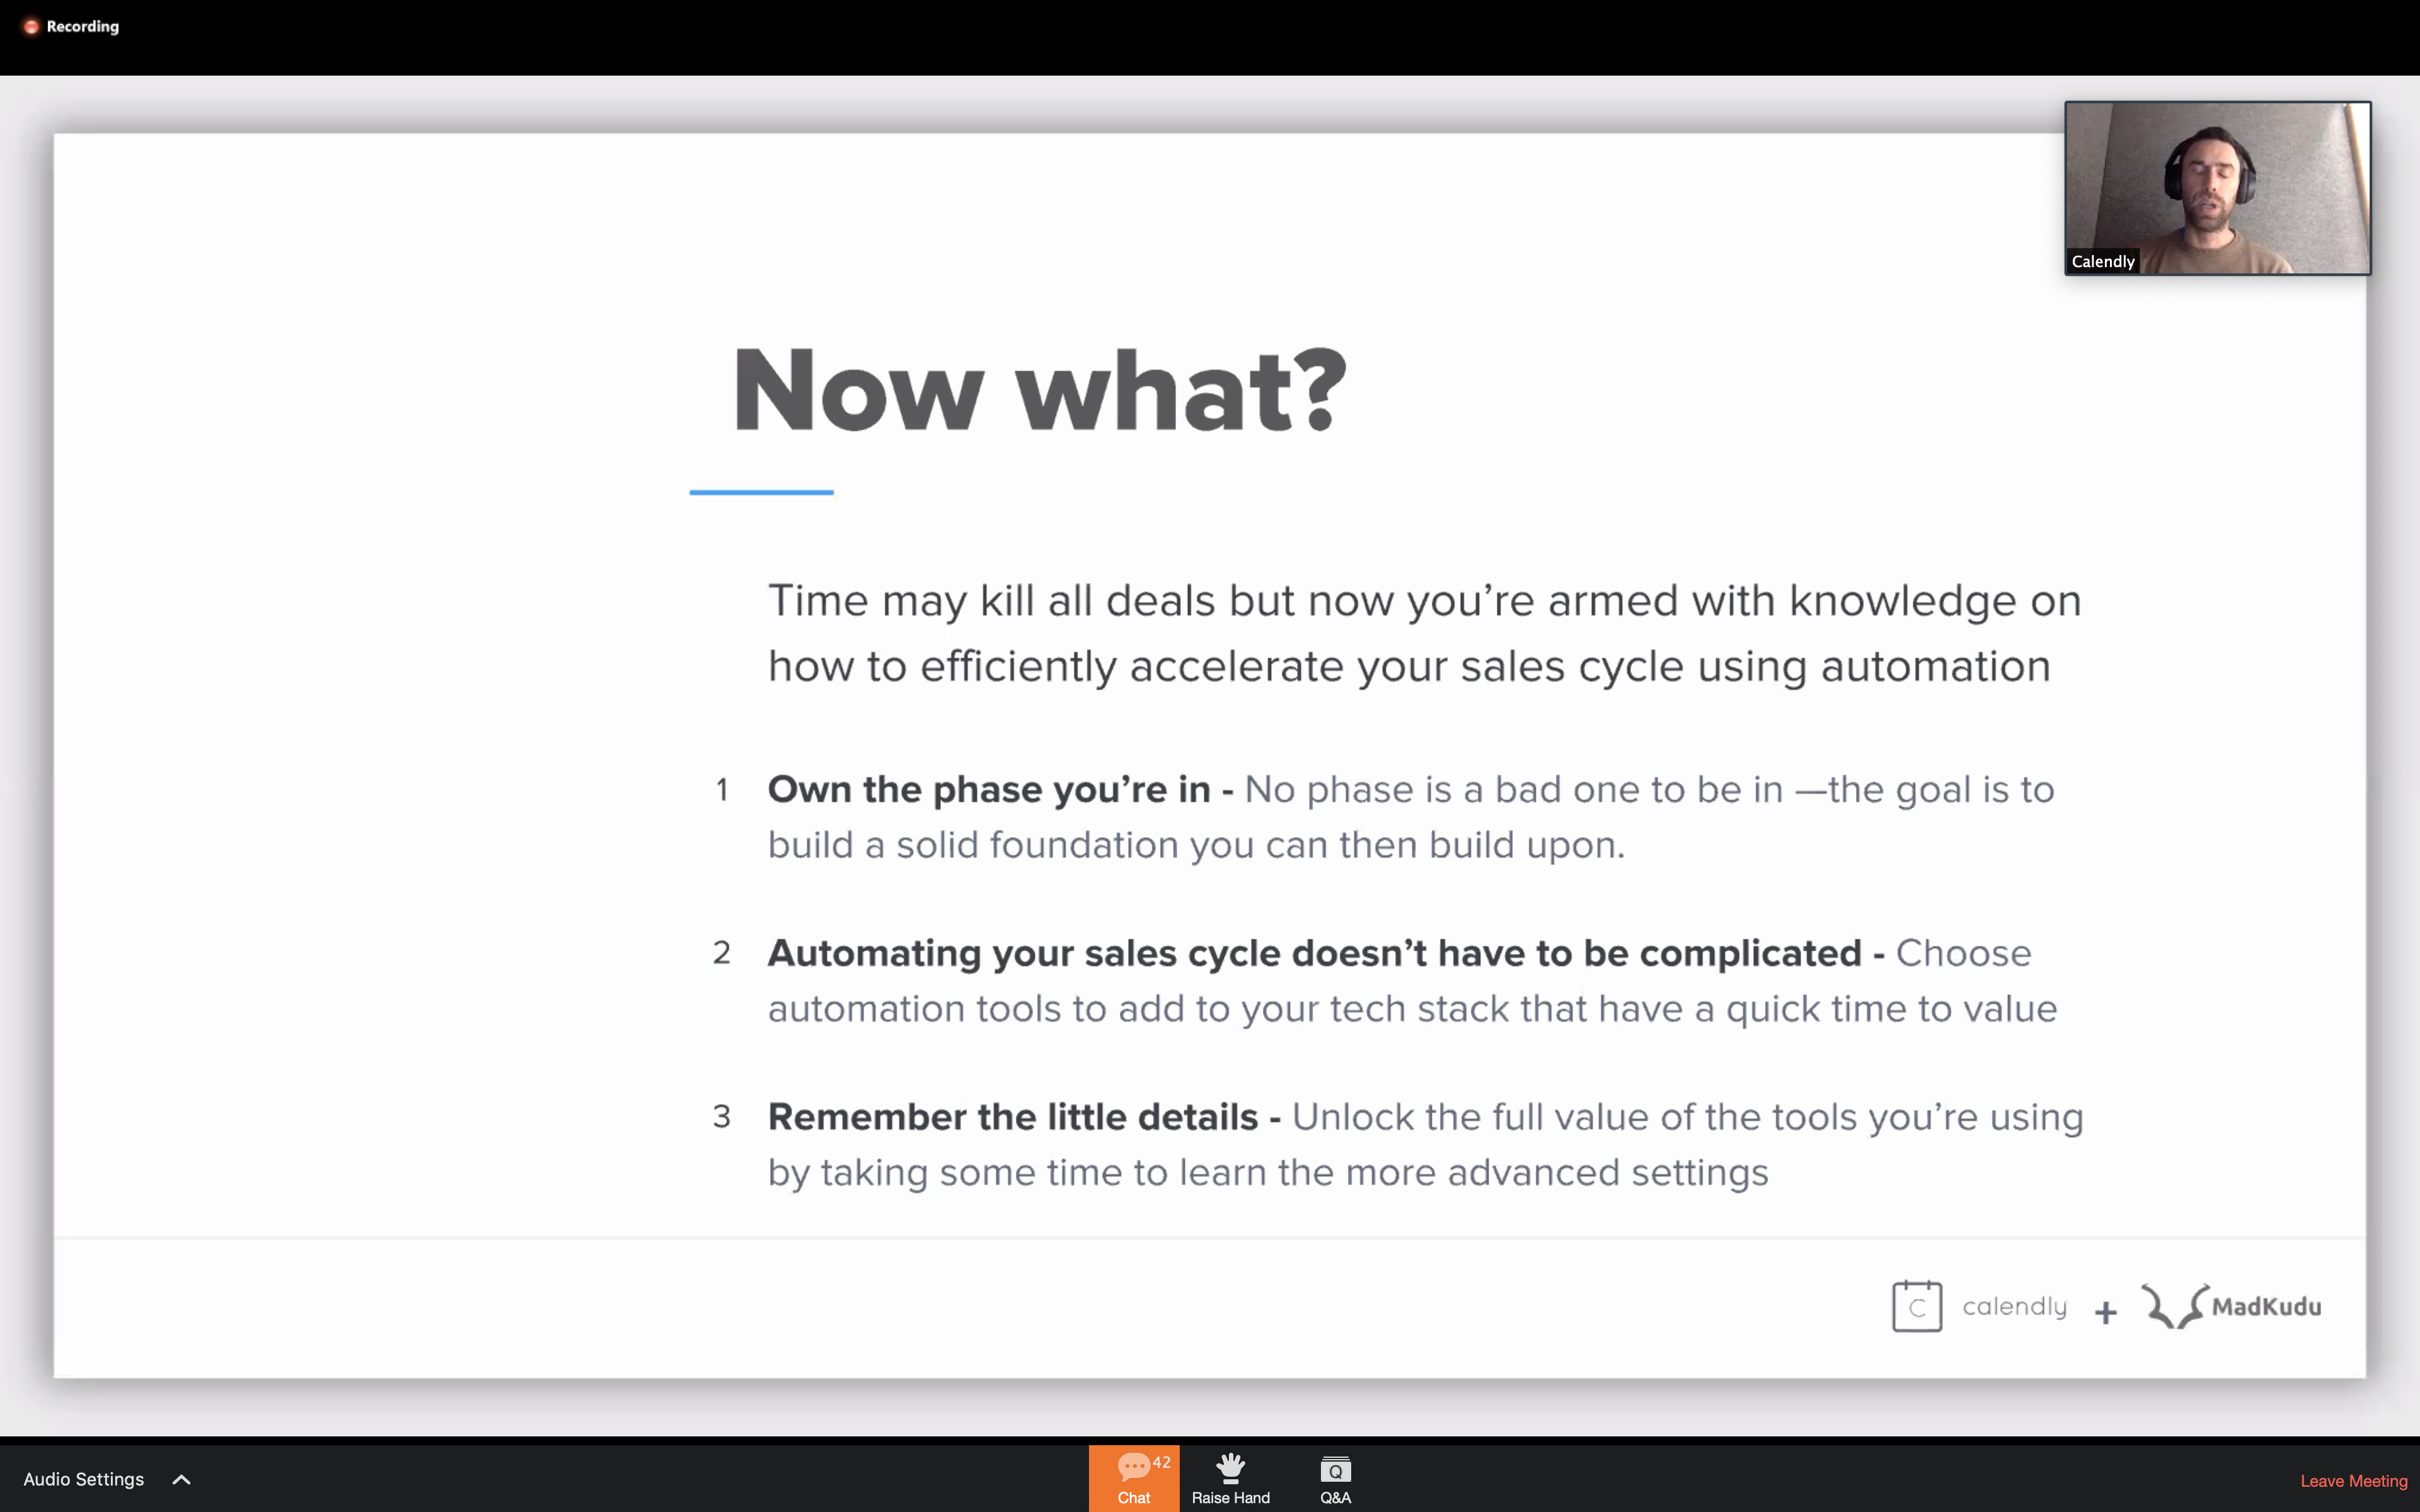 Recording
Calendly
Now what?
Time may kill all deals but now you’re armed with knowledge on
how to efficiently accelerate your sales cycle using automation
1 Own the phase you’re in - No phase is a bad one to be in —the goal is to
build a solid foundation you can then build upon.
2 Automating your sales cycle doesn’t have to be complicated - Choose
automation tools to add to your tech stack that have a quick time to value
3 Remember the little details - Unlock the full value of the tools you’re using
by taking some time to learn the more advanced settings
C calendly + MadKudu
Audio Settings
42
Chat
Raise Hand
Q
Q&A
Leave Meeting